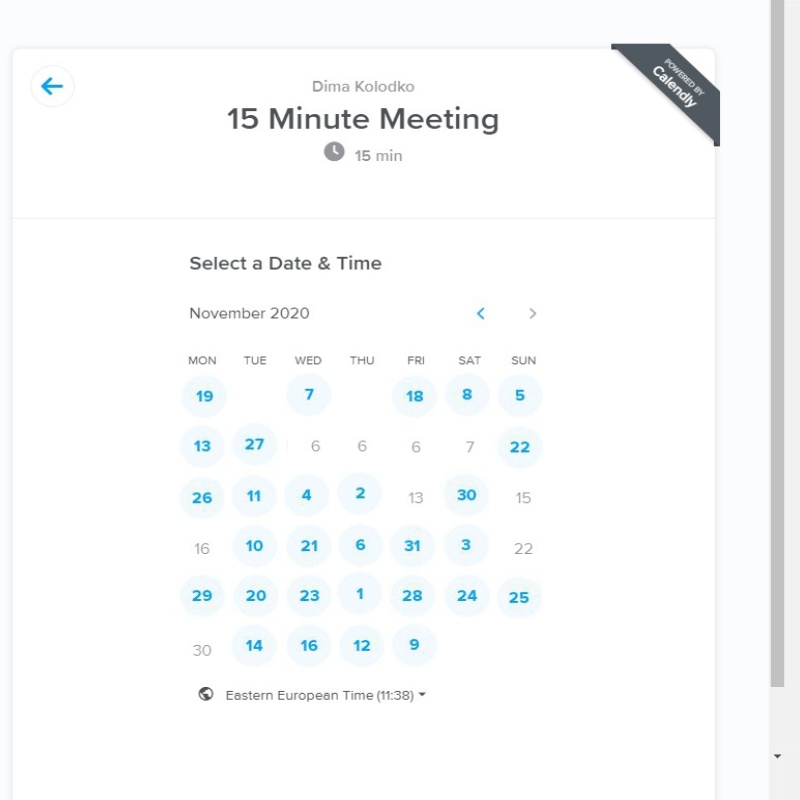 POWERED BY
Calendly
Dima Kolodko
15 Minute Meeting
15 min
Select a Date & Time
November 2020
MON TUE WED THU FRI SAT SUN
19 7 18 8 5
13 27 6 6 6 7 22
26 11 4 2 13 30 15
16 10 21 6 31 3 22
29 20 23 1 28 24 25
30 14 16 12 9
Eastern European Time (11:38)